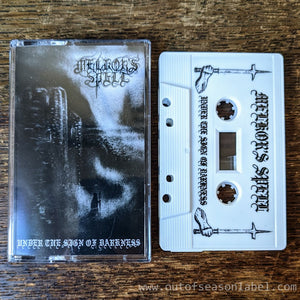 MELKOR'S
SPELL
UNDER THE SIGN OF DARKNESS
UNDER THE SIGN OF DARKNESS
MELKOR'S SPELL
www.outofseasonlabel.com